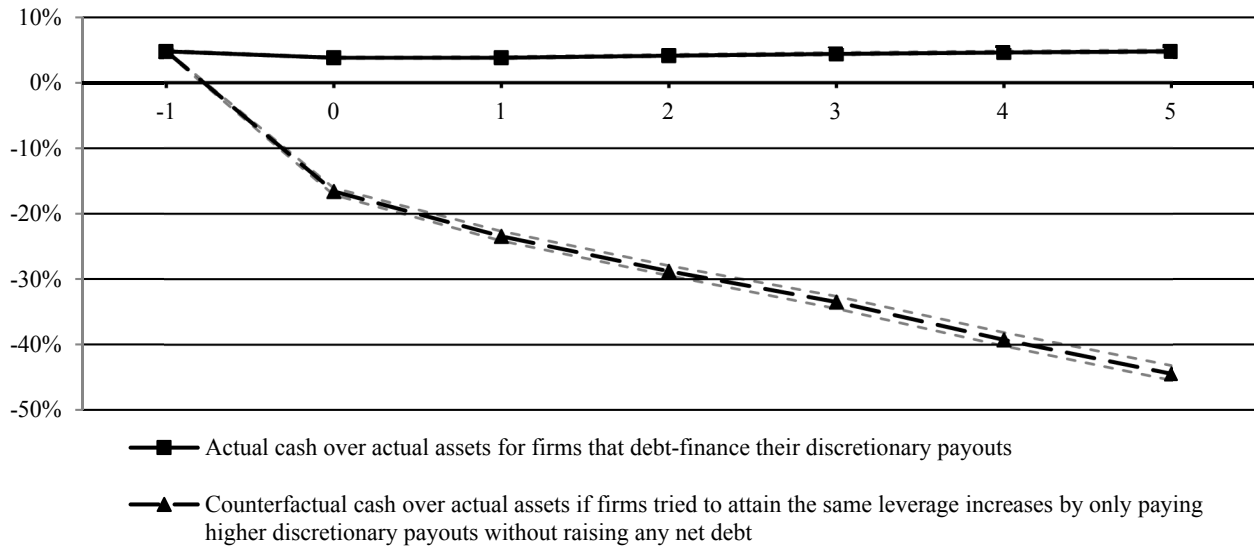 10%
0%
-1 0 1 2 3 4 5
-10%
-20%
-30%
-40%
-50%
Actual cash over actual assets for firms that debt-finance their discretionary payouts
Counterfactual cash over actual assets if firms tried to attain the same leverage increases by only paying
higher discretionary payouts without raising any net debt